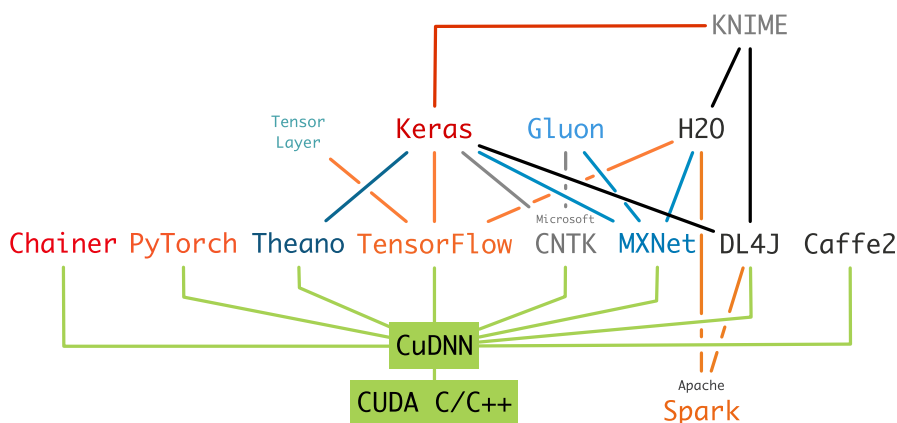 KNIME
Tensor
Layer
Keras
Gluon
H2O
Chainer
PyTorch
Theano
TensorFlow
Microsoft
CNTK
MXNet
DL4J
Caffe2
CuDNN
CUDA C/C++
Apache
Spark